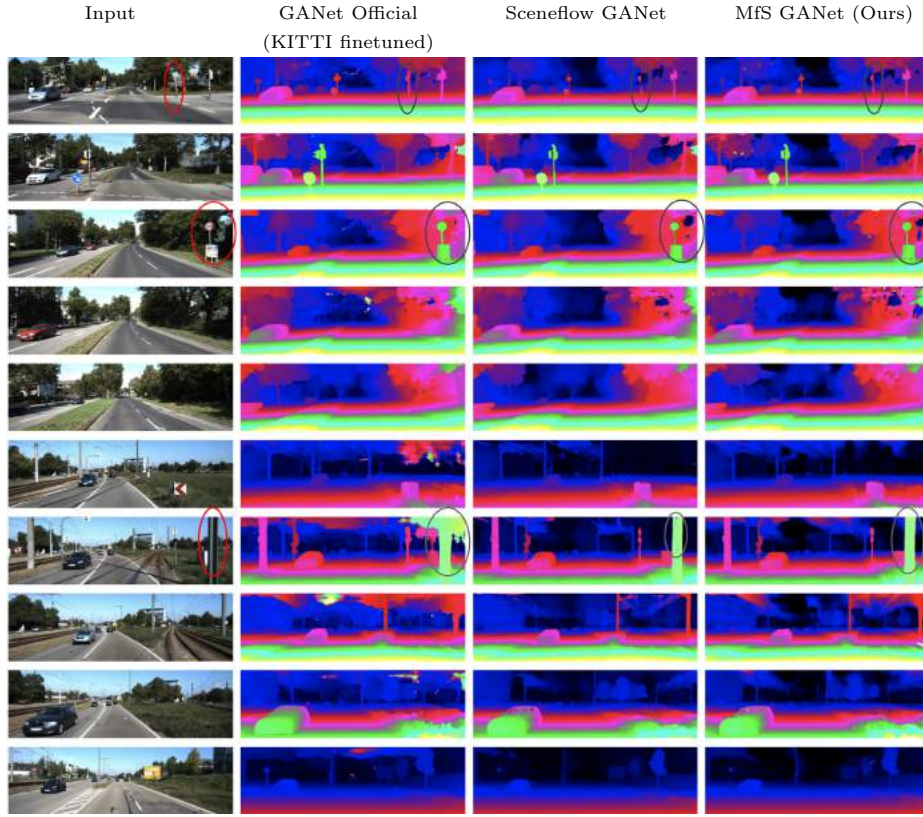 Input GANet Official Sceneflow GANet MfS GANet (Ours)
(KITTI finetuned)